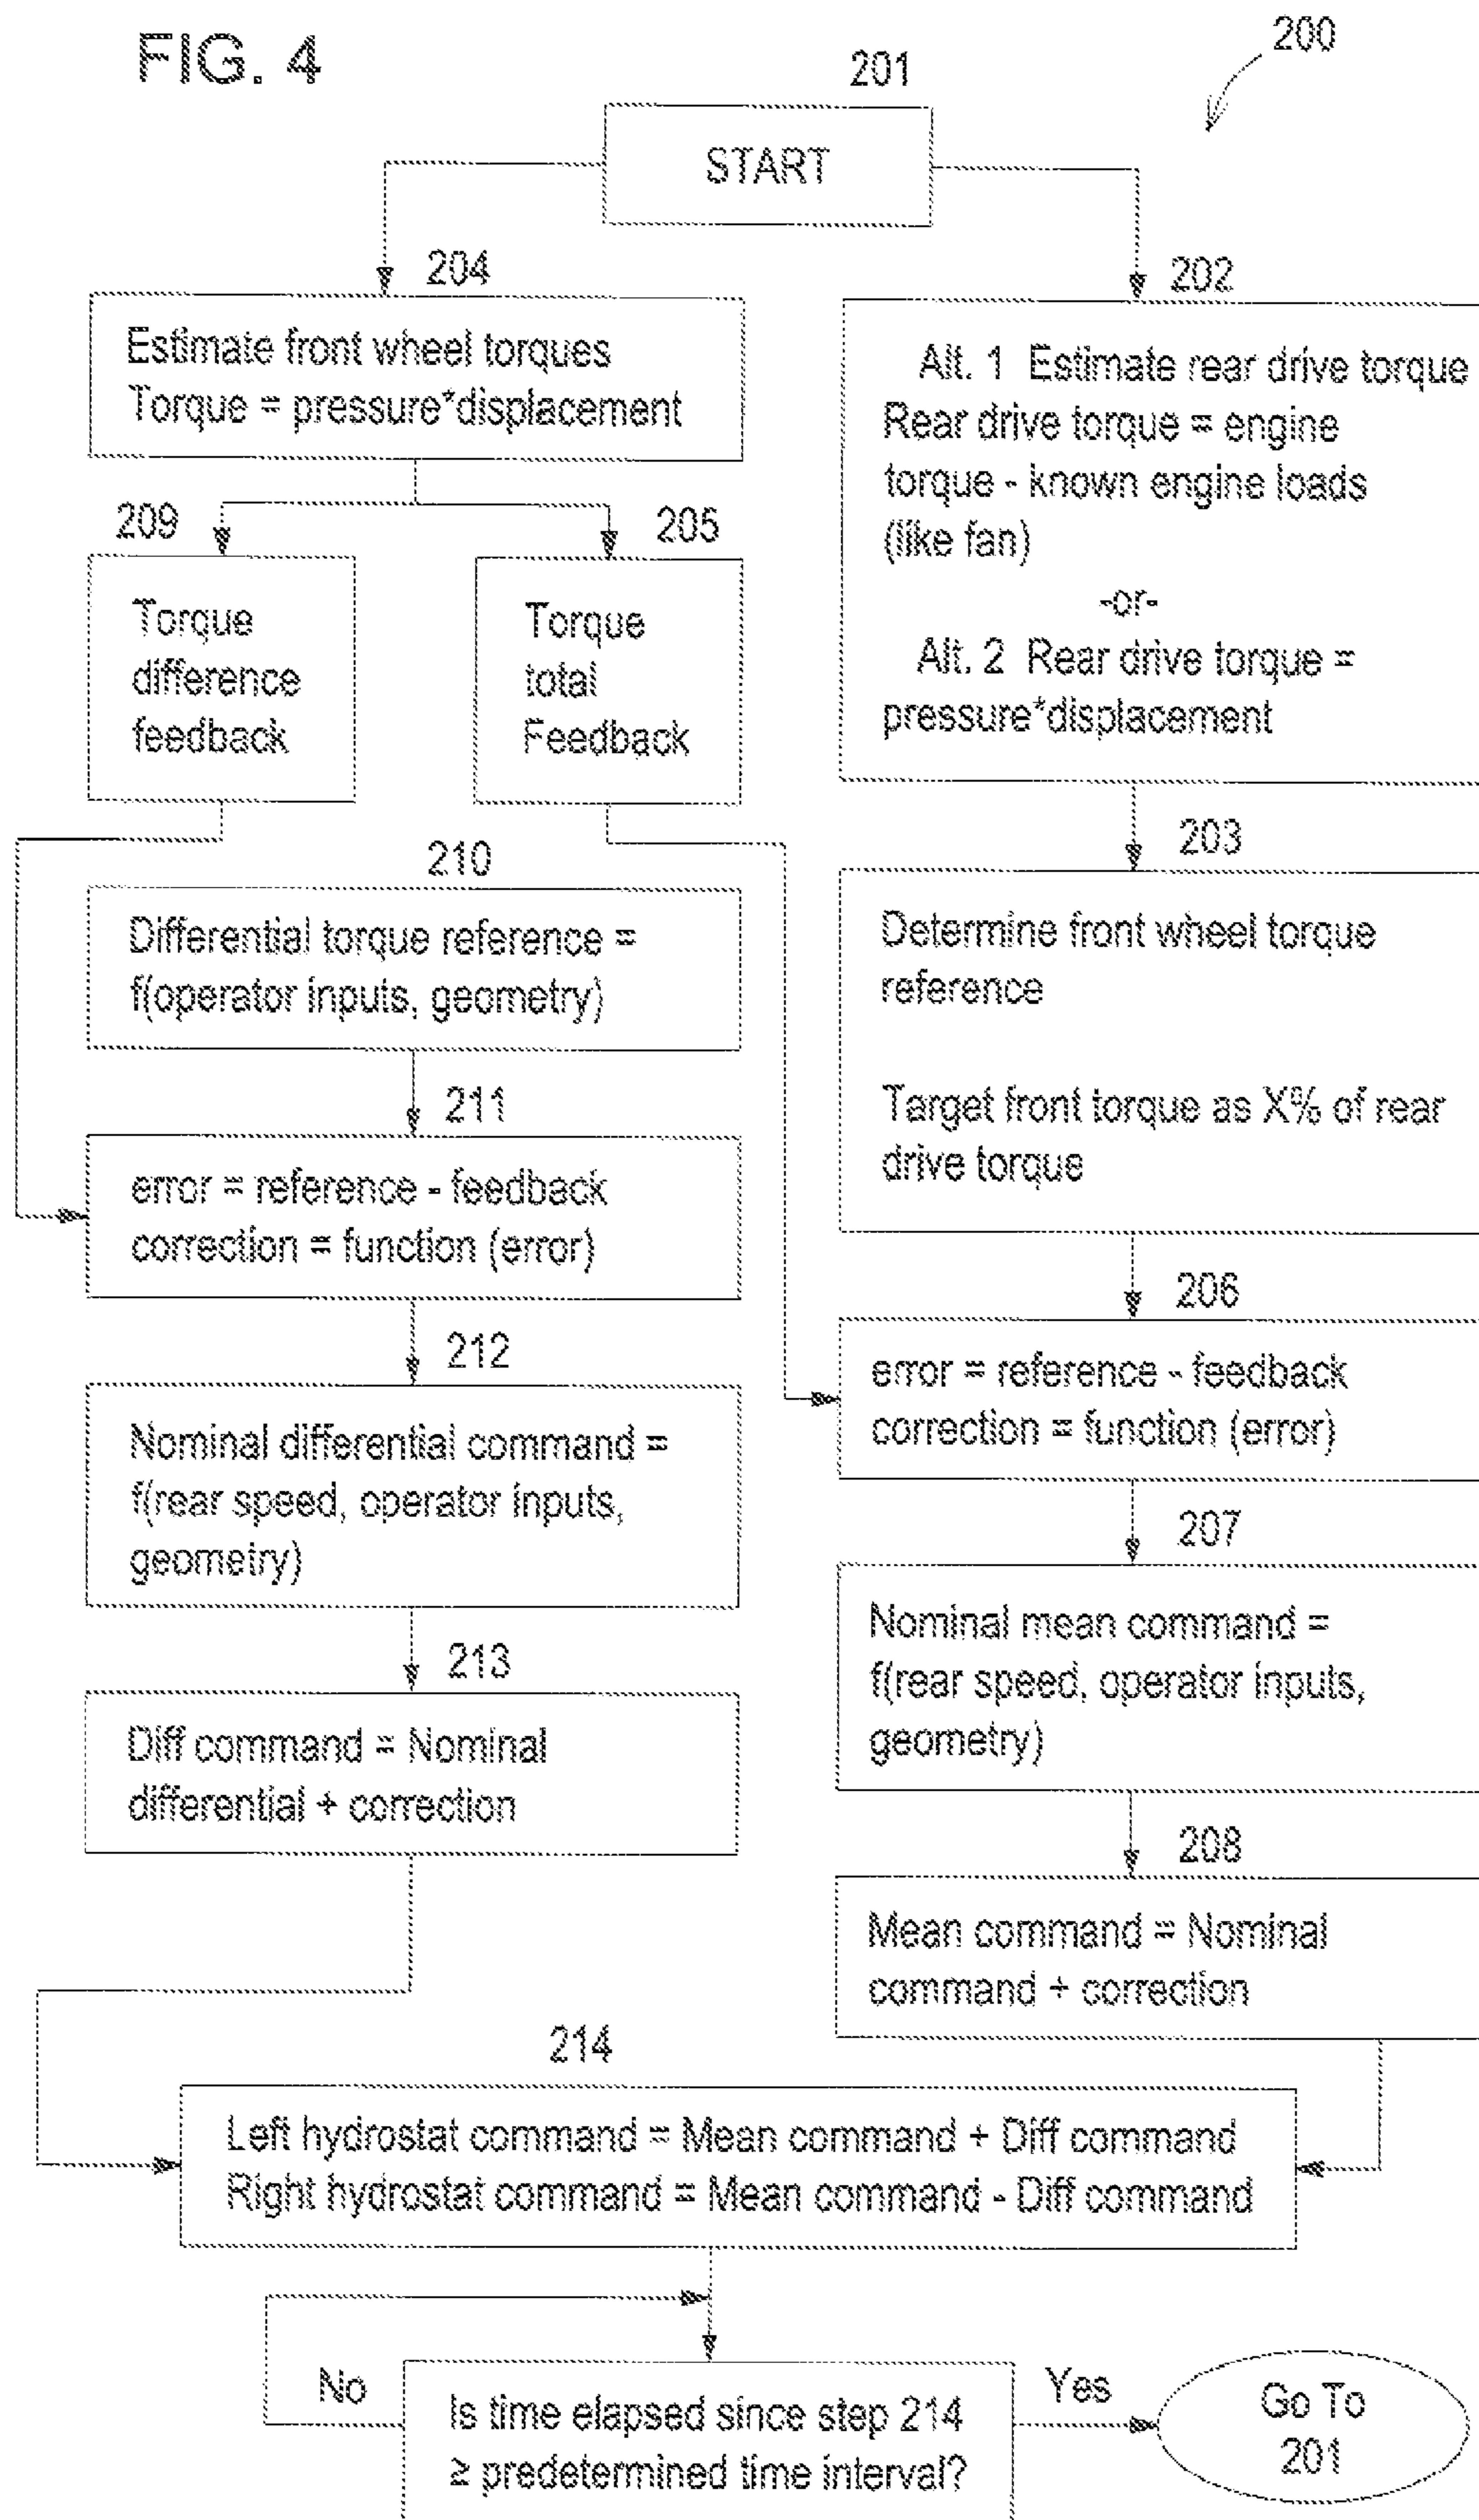 FIG. 4
200
201
START
204
Estimate front wheel torques
Torque = pressure*displacement
202
Alt. 1 Estimate rear drive torque
Rear drive torque = engine
torque - known engine loads
(like fan)
-or-
Alt. 2 Rear drive torque =
pressure*displacement
209
Torque
difference
feedback
205
Torque
total
Feedback
203
Determine front wheel torque
reference
Target front torque as X% of rear
drive torque
210
Differential torque reference =
f(operator inputs, geometry)
211
error = reference - feedback
correction = function (error)
206
error = reference - feedback
correction = function (error)
212
Nominal differential command =
f(rear speed, operator inputs,
geometry)
207
Nominal mean command =
f(rear speed, operator inputs,
geometry)
213
Diff command = Nominal
differential + correction
208
Mean command = Nominal
command + correction
214
Left hydrostat command = Mean command + Diff command
Right hydrostat command = Mean command - Diff command
No
Is time elapsed since step 214
≥ predetermined time interval?
Yes
Go To
201